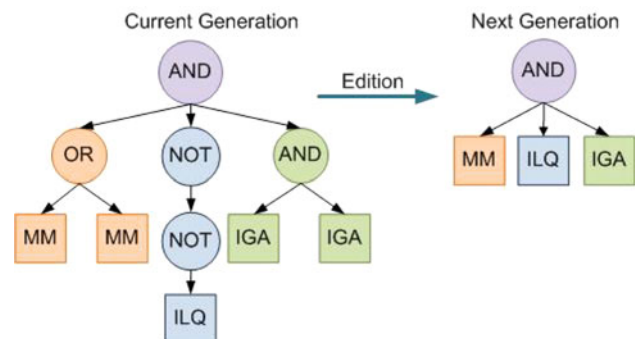 Current Generation
Next Generation
AND
Edition
AND
OR
NOT
AND
MM
ILQ
IGA
MM
MM
NOT
IGA
IGA
ILQ